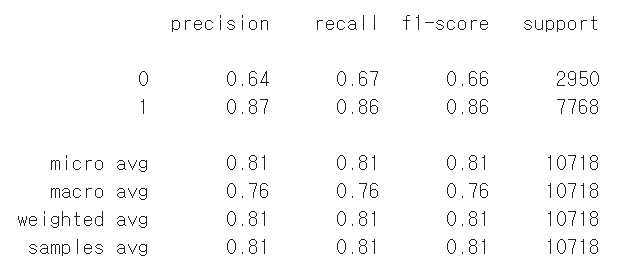 precision recall f1-score support
0 0.64 0.67 0.66 2950
1 0.87 0.86 0.86 7768
micro avg 0.81 0.81 0.81 10718
macro avg 0.76 0.76 0.76 10718
weighted avg 0.81 0.81 0.81 10718
samples avg 0.81 0.81 0.81 10718